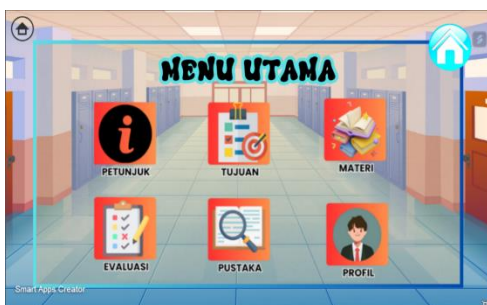 MENU UTAMA
PETUNJUK
TUJUAN
MATERI
EVALUASI
PUSTAKA
PROFIL
Smart Apps Creator